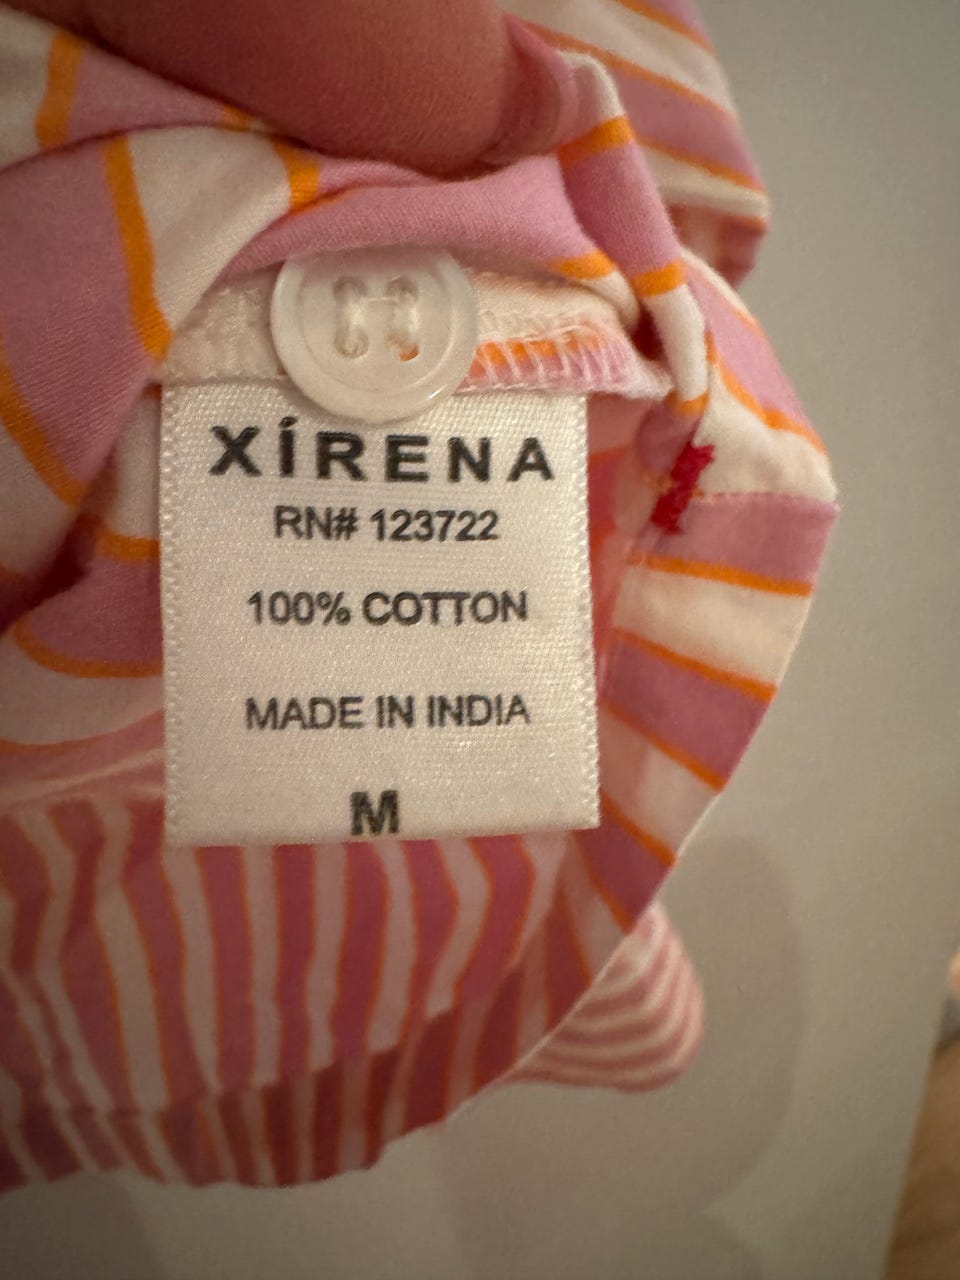 XÍRENA
RN# 123722
100% COTTON
MADE IN INDIA
M